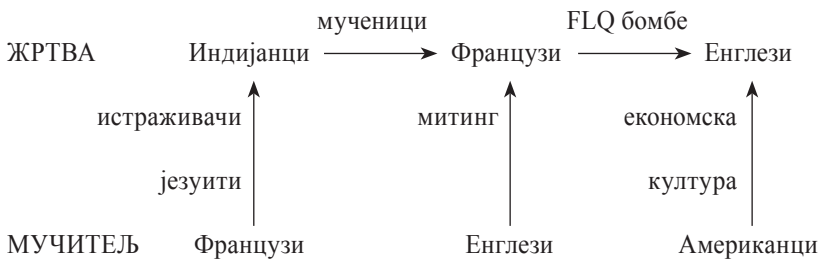 мученици FLQ бомбе
ЖРТВА Индијанци Французи Енглези
истраживачи митинг економска
језуити култура
МУЧИТЕЉ Французи Енглези Американци